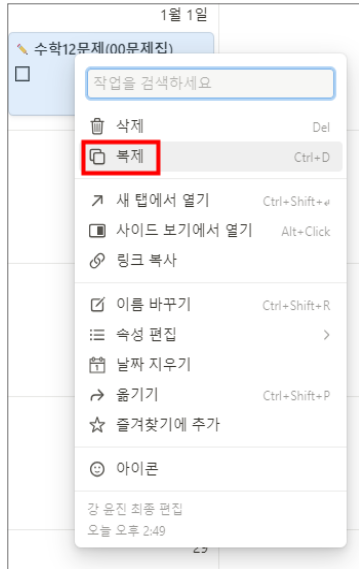 1월 1일
수학12문제(00문제집)
작업을 검색하세요
삭제 Del
복제 Ctrl+D
새 탭에서 열기 Ctrl+Shift+↵
사이드 보기에서 열기 Alt+Click
링크 복사
이름 바꾸기 Ctrl+Shift+R
속성 편집
날짜 지우기
옮기기 Ctrl+Shift+P
즐겨찾기에 추가
아이콘
강 윤진 최종 편집
오늘 오후 2:49
29